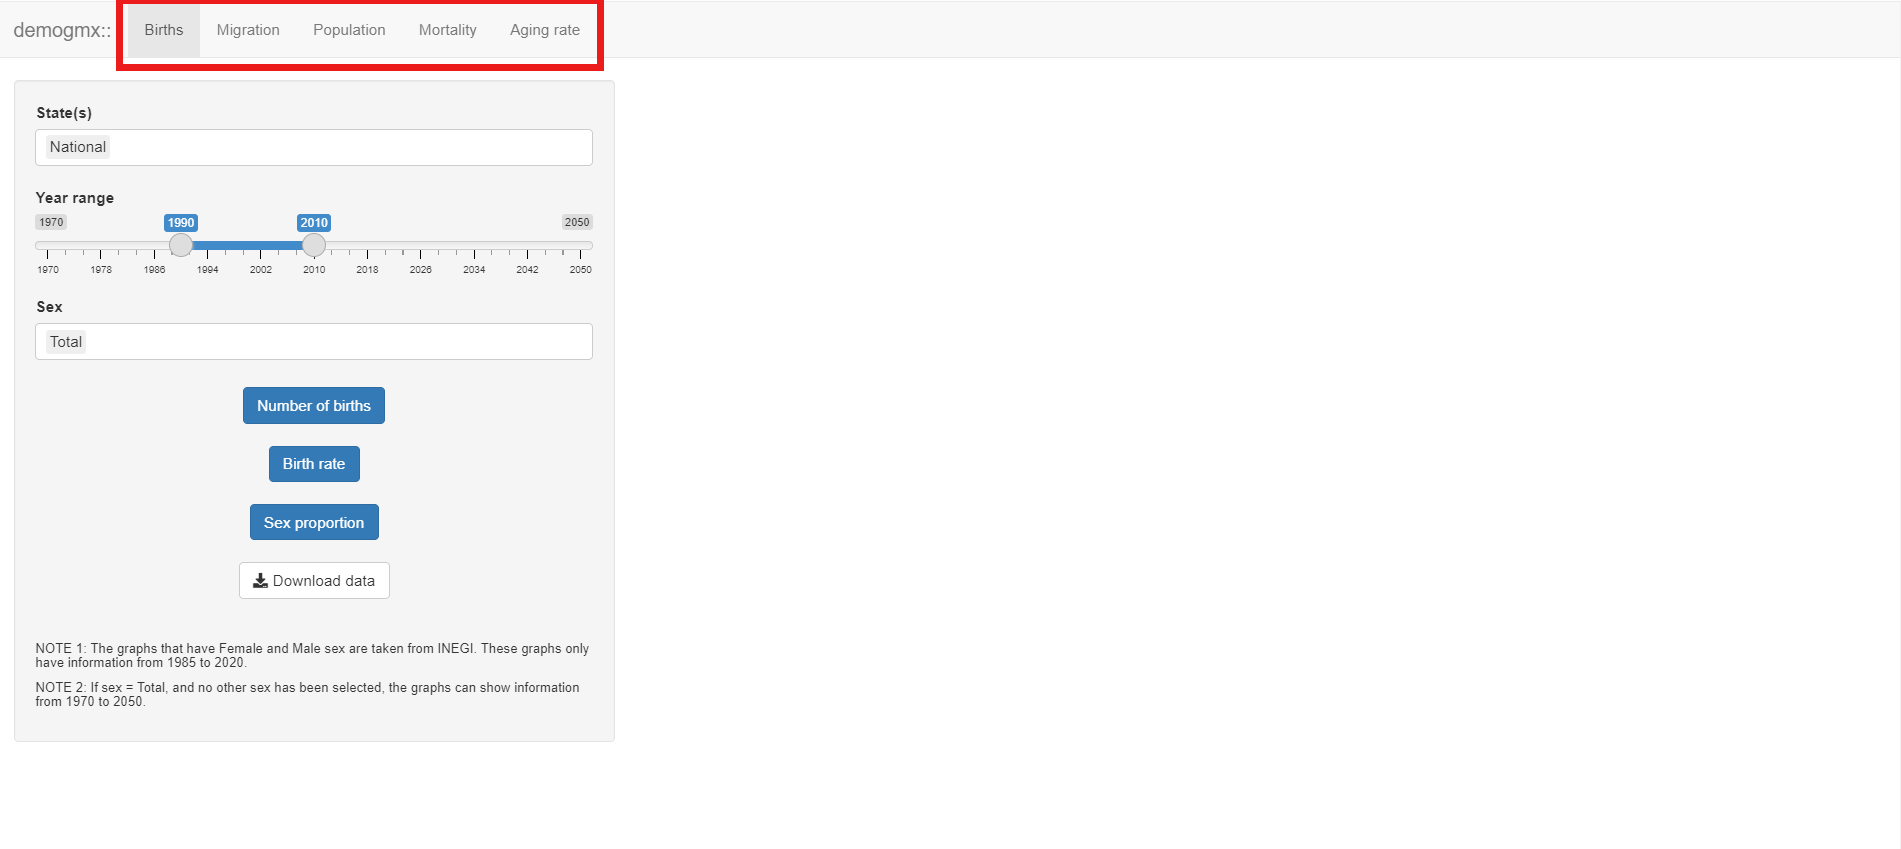 demogmx:: Births Migration Population Mortality Aging rate
State(s)
National
Year range
1970 1990 2010 2050
1970 1978 1986 1994 2002 2010 2018 2026 2034 2042 2050
Sex
Total
Number of births
Birth rate
Sex proportion
Download data
NOTE 1: The graphs that have Female and Male sex are taken from INEGI. These graphs only
have information from 1985 to 2020.
NOTE 2: If sex = Total, and no other sex has been selected, the graphs can show information
from 1970 to 2050.